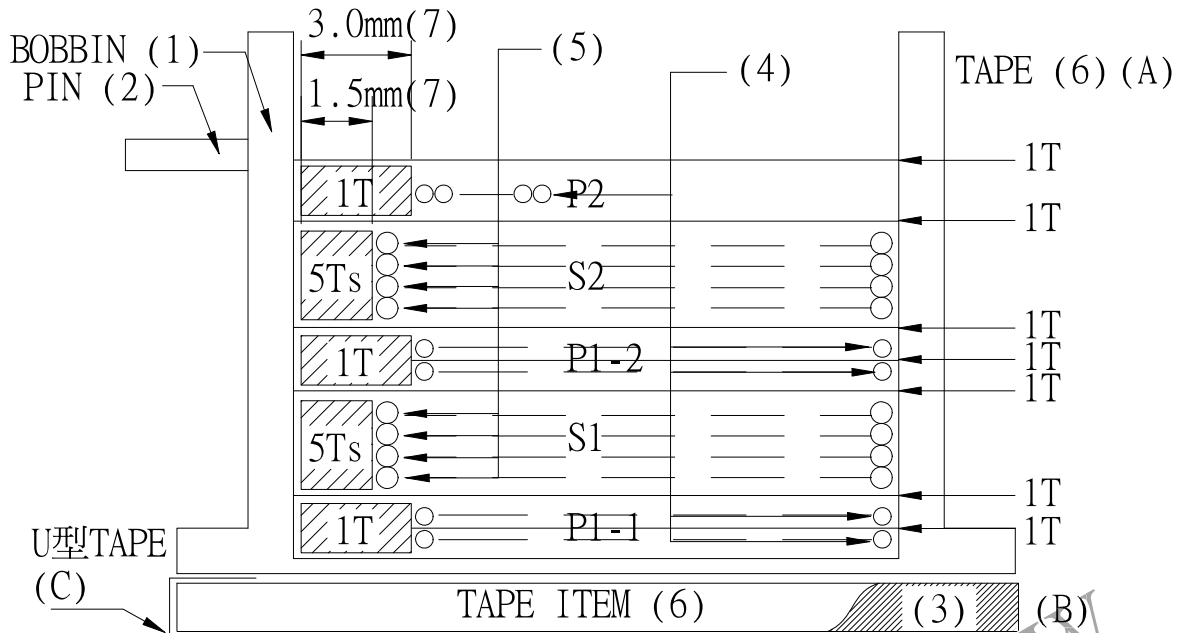 3.0mm(7)
BOBBIN (1)
(5)
(4)
TAPE (6) (A)
PIN (2)
1.5mm(7)
1T
1T
P2
1T
5Ts
S2
1T
1T
P1-2
1T
1T
5Ts
S1
1T
1T
P1-1
1T
U型TAPE
(C)
TAPE ITEM (6)
(3)
(B)